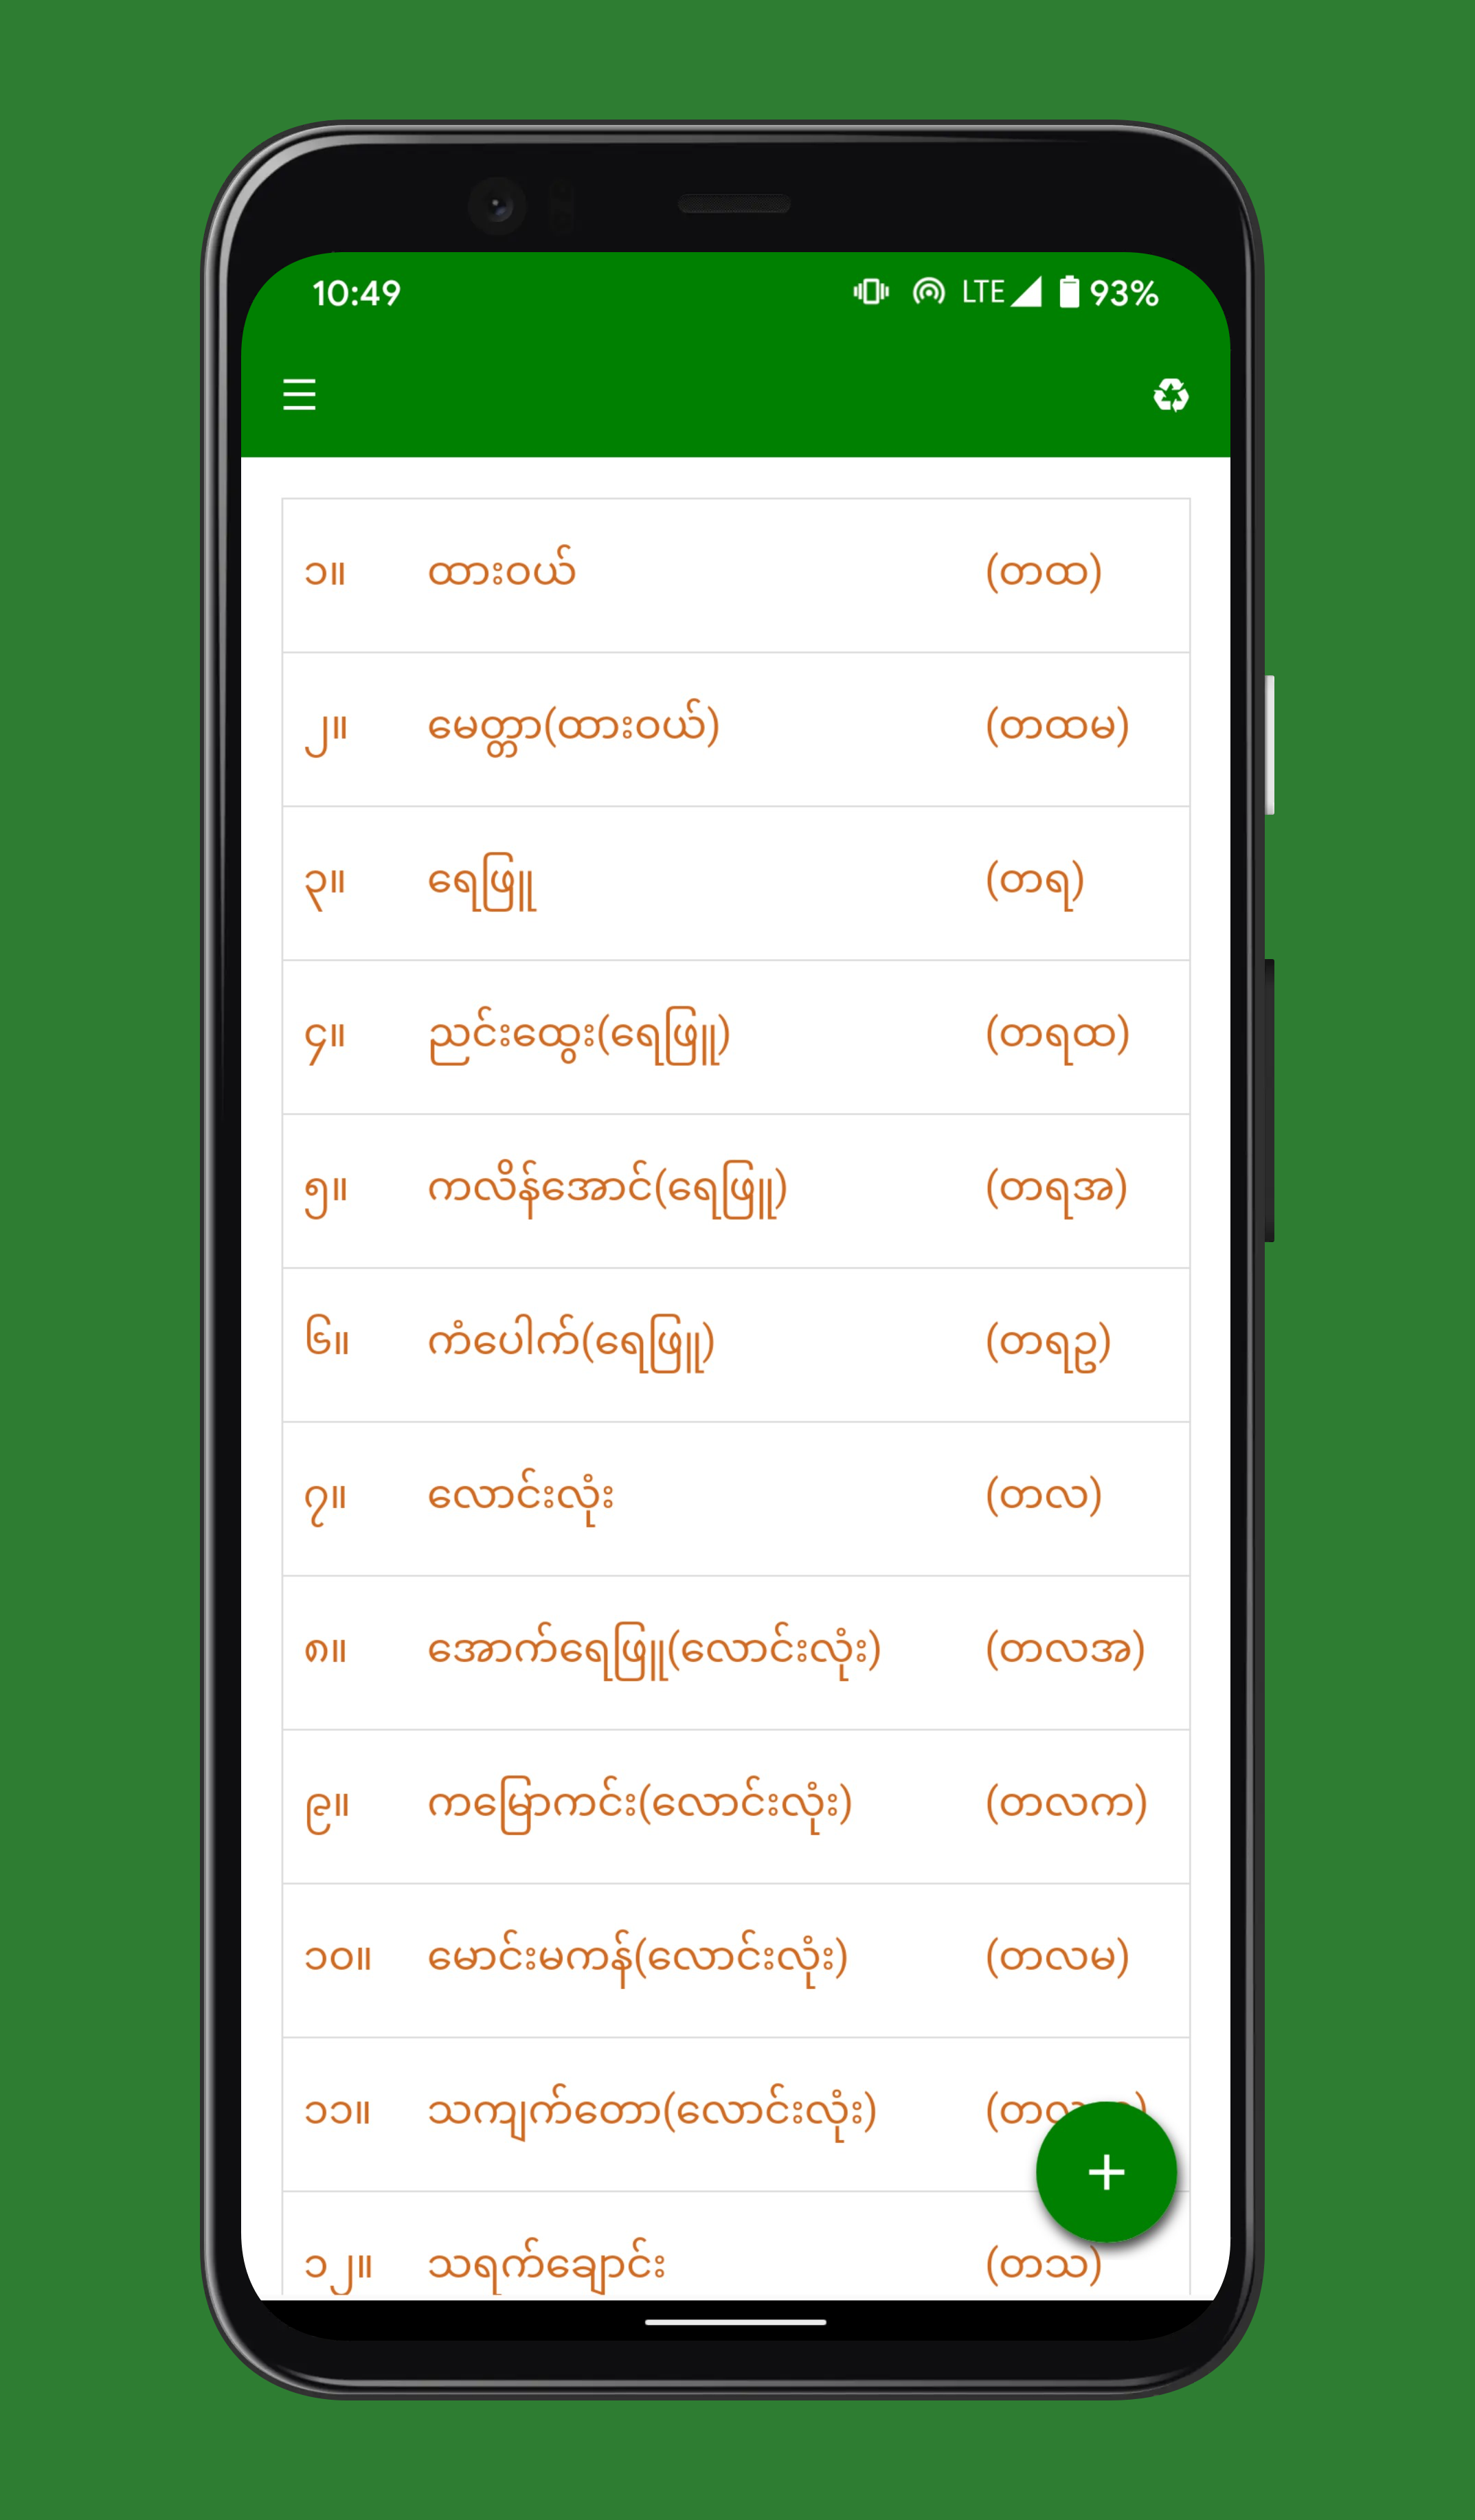 10:49 LTE 93%
၁။ ထားဝယ် (တထ)
၂။ မေတ္တာ(ထားဝယ်) (တထမ)
၃။ ရေဖြူ (တရ)
၄။ ညင်းထွေး(ရေဖြူ) (တရထ)
၅။ ကလိန်အောင်(ရေဖြူ) (တရအ)
၆။ ကံပေါက်(ရေဖြူ) (တရဥ)
၇။ လောင်းလုံး (တလ)
၈။ အောက်ရေဖြူ(လောင်းလုံး) (တလအ)
၉။ ကမြောကင်း(လောင်းလုံး) (တလက)
၁၀။ မောင်းမကန်(လောင်းလုံး) (တလမ)
၁၁။ သကျက်တော(လောင်းလုံး)
၁၂။ သရက်ချောင်း (တသ)